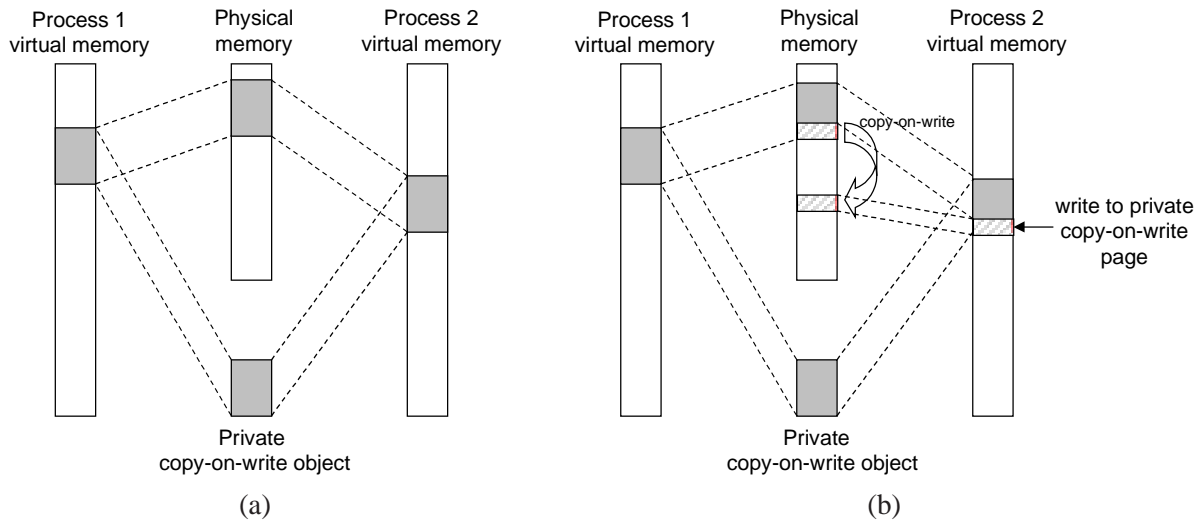 Process 1
virtual memory
Physical
memory
Process 2
virtual memory
Private
copy-on-write object
(a)
Process 1
virtual memory
Physical
memory
Process 2
virtual memory
copy-on-write
write to private
copy-on-write
page
Private
copy-on-write object
(b)